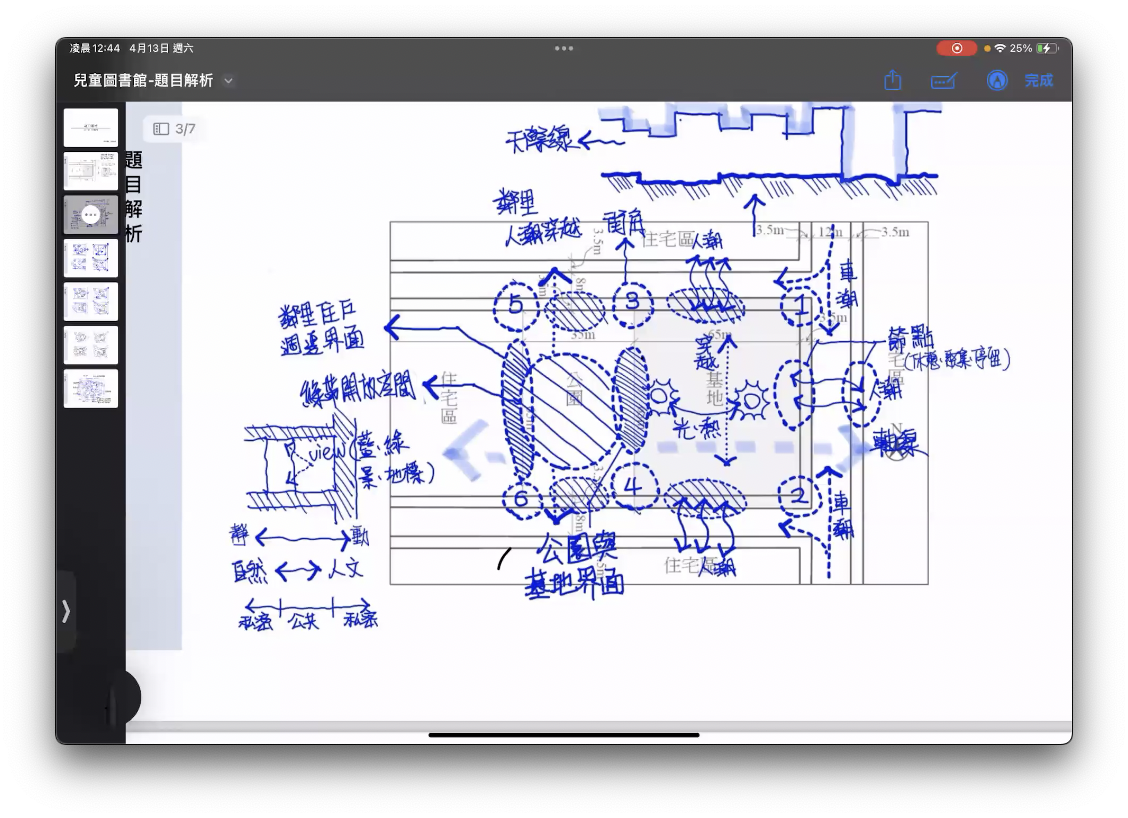 凌晨12:44 4月13日 週六
25%
兒童圖書館-題目解析
完成
3/7
題目解析
天際線
鄰里
人潮穿越
街角
住宅區
人潮
3.5m
12m
3.5m
3.5m
8m
車潮
5
3
1
3.5m
35m
65m
鄰里住戶
週邊界面
節點
(休憩.聚集.停留)
穿越
綠帶開放空間
住宅區
公園
基地
人潮
住宅區
光.熱
N
軸線
view(藍.綠
景.地標)
6
4
2
3.5m
8m
車潮
靜
動
公園與
基地界面
自然
人文
住宅區
人潮
私密
公共
私密